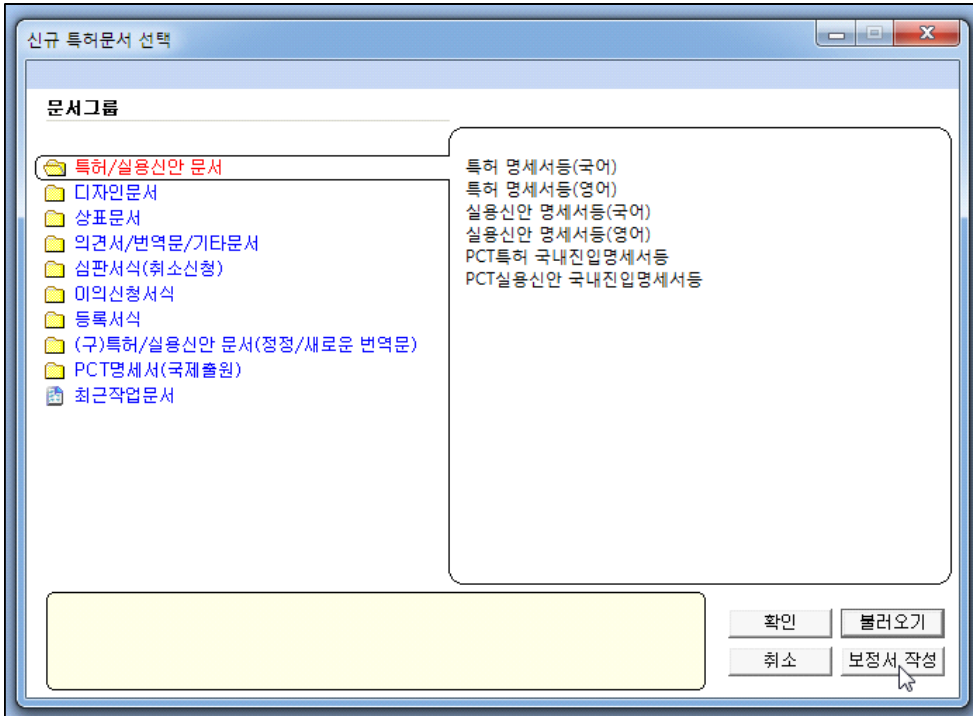 신규 특허문서 선택
문서그룹
특허/실용신안 문서
디자인문서
상표문서
의견서/번역문/기타문서
심판서식(취소신청)
이의신청서식
등록서식
(구)특허/실용신안 문서(정정/새로운 번역문)
PCT명세서(국제출원)
최근작업문서
특허 명세서등(국어)
특허 명세서등(영어)
실용신안 명세서등(국어)
실용신안 명세서등(영어)
PCT특허 국내진입명세서등
PCT실용신안 국내진입명세서등
확인
불러오기
취소
보정서 작성